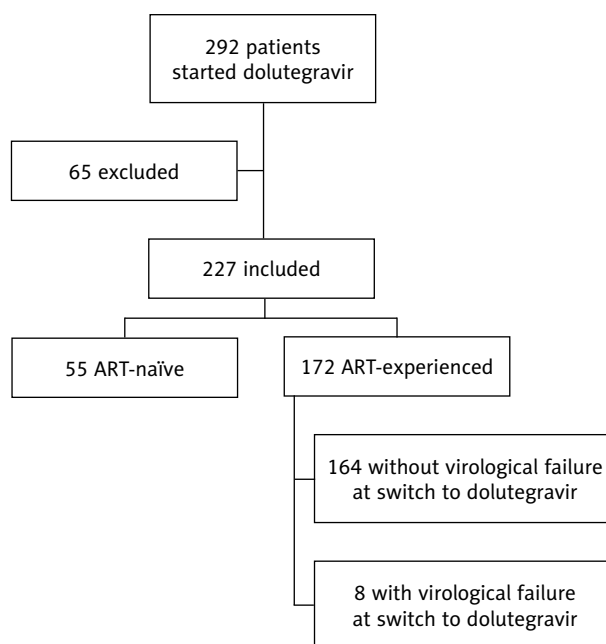 292 patients
started dolutegravir
65 excluded
227 included
55 ART-naïve
172 ART-experienced
164 without virological failure
at switch to dolutegravir
8 with virological failure
at switch to dolutegravir